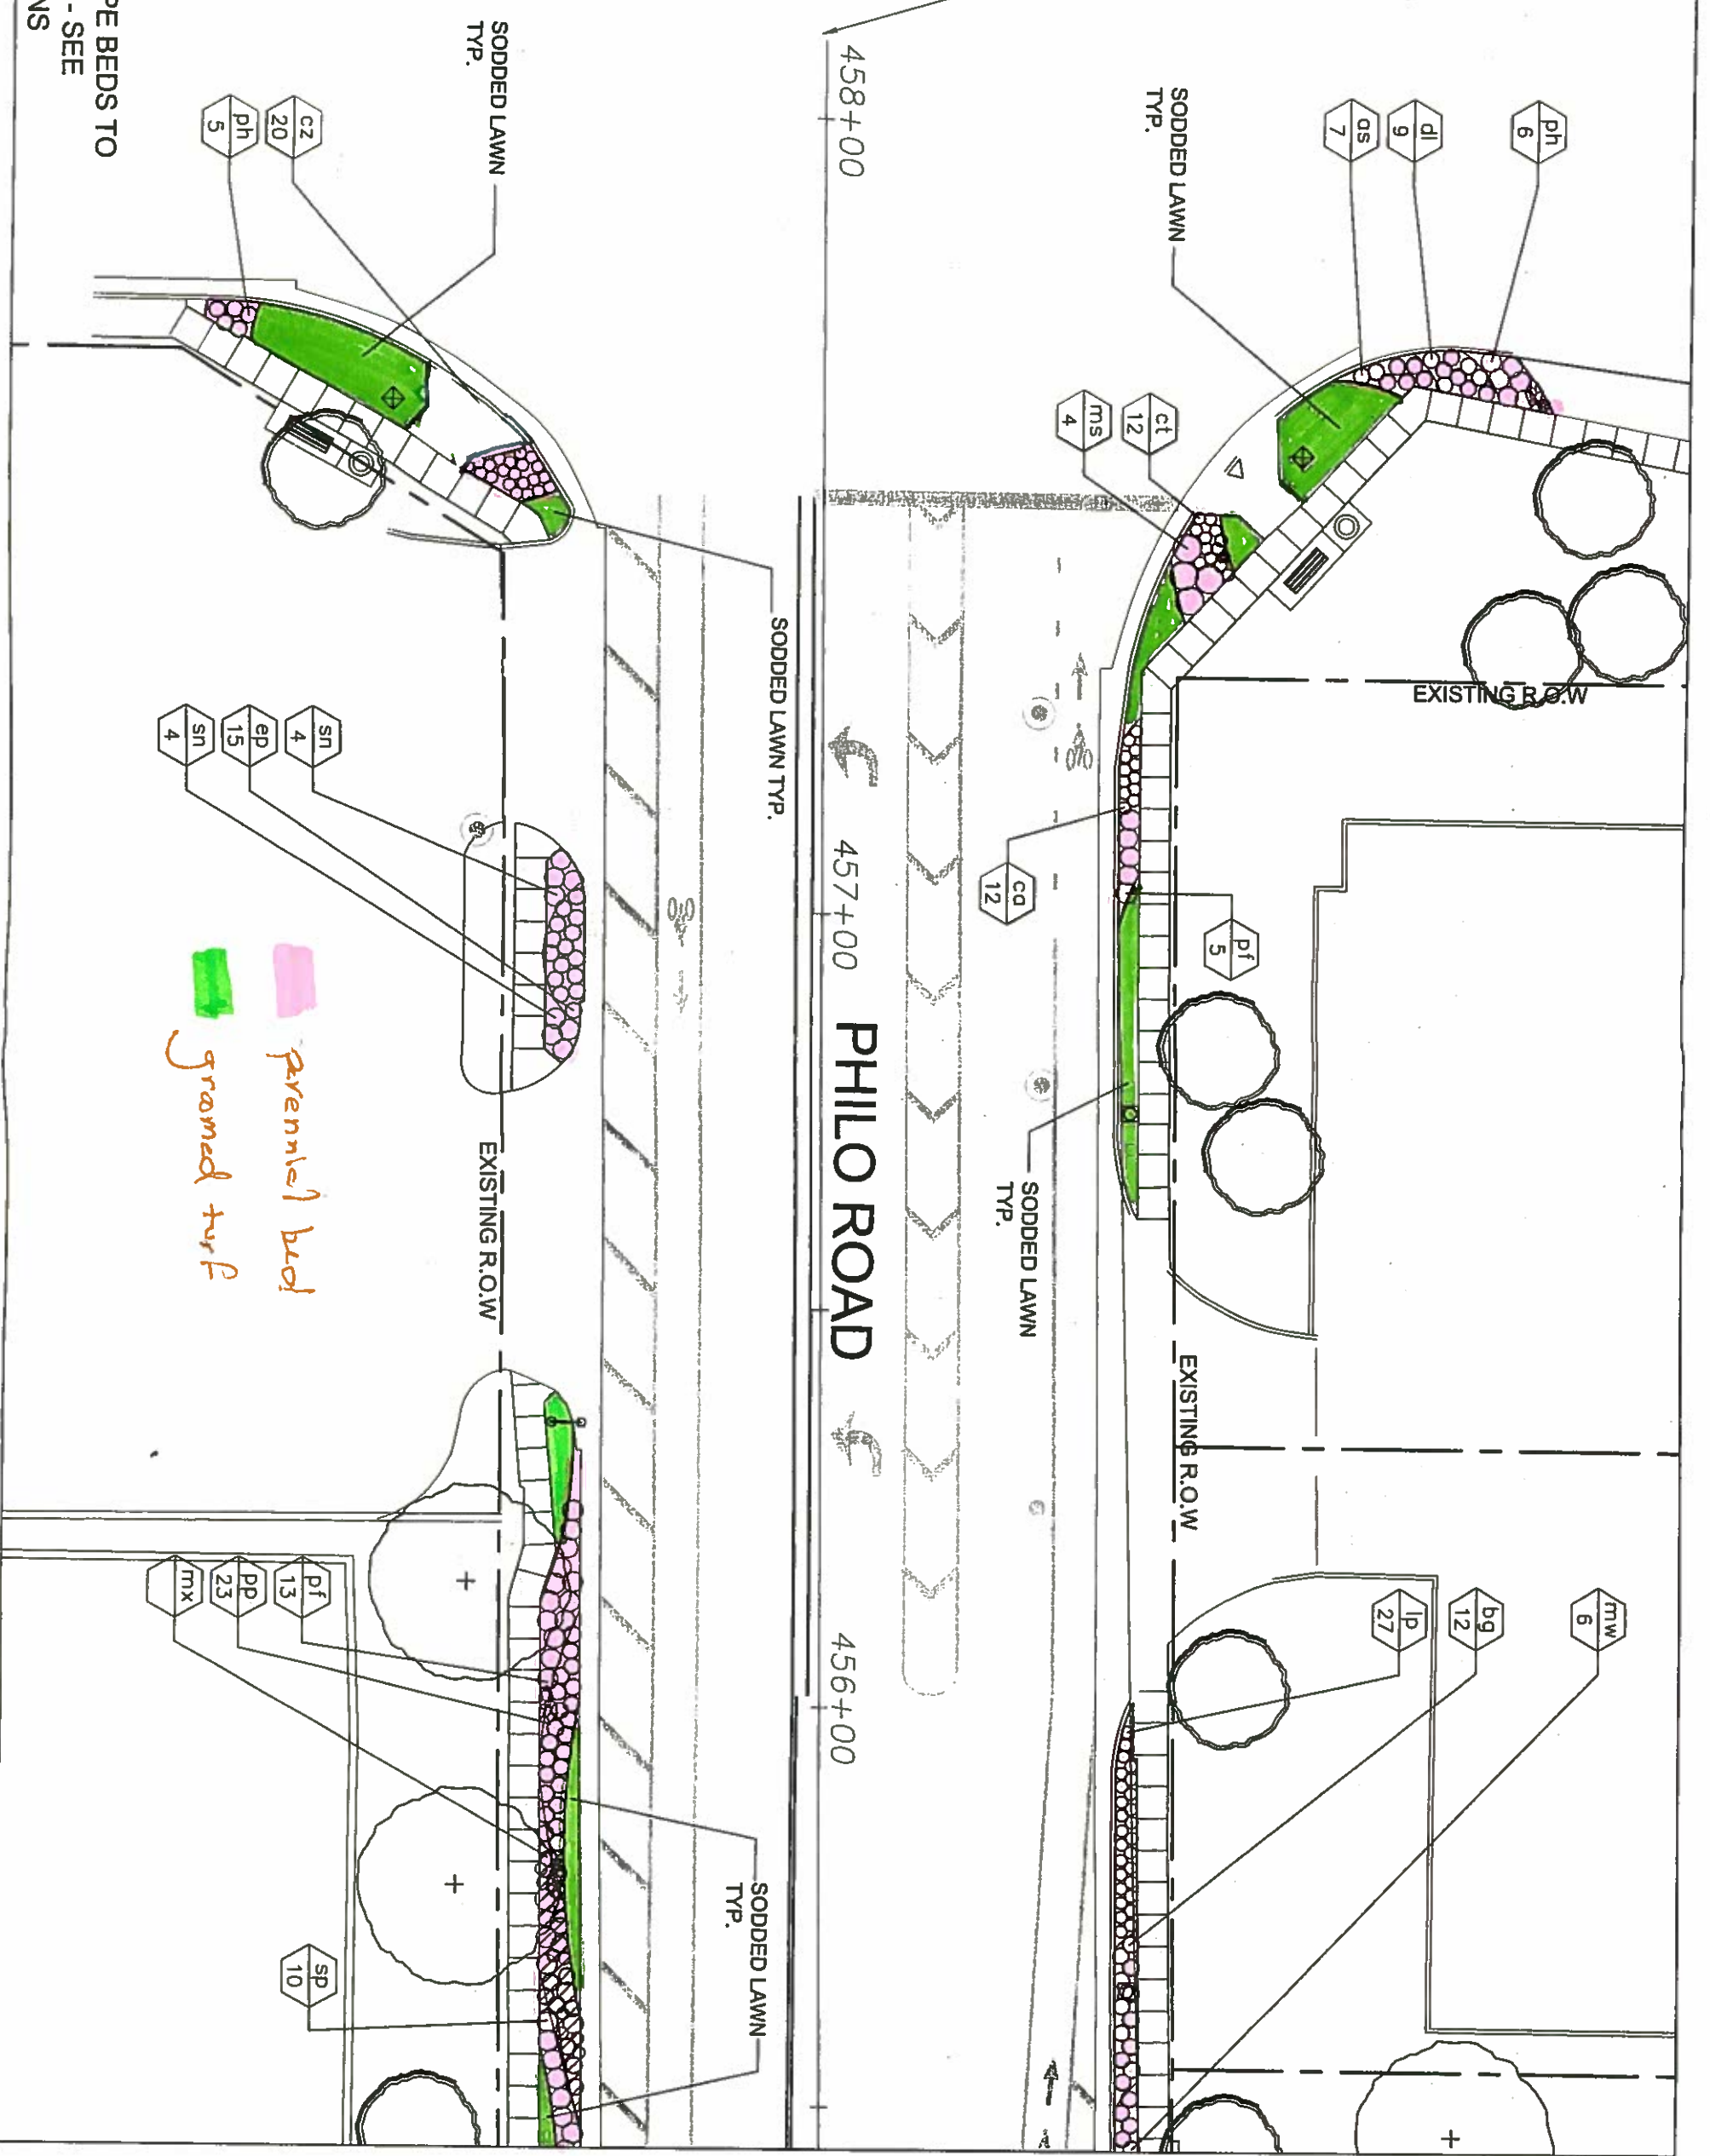 PE BEDS TO
- SEE
NS
SODDED LAWN
TYP.
cz
20
ph
5
458+00
SODDED LAWN
TYP.
ph
6
dl
9
as
7
ct
12
ms
4
EXISTING R.O.W
SODDED LAWN TYP.
sn
4
ep
15
sn
4
457+00
ca
12
pf
5
PHILO ROAD
SODDED LAWN
TYP.
EXISTING R.O.W
perennial bed
groomed turf
EXISTING R.O.W
456+00
mw
6
bg
12
lp
27
pf
13
pp
23
mx
SODDED LAWN
TYP.
sp
10